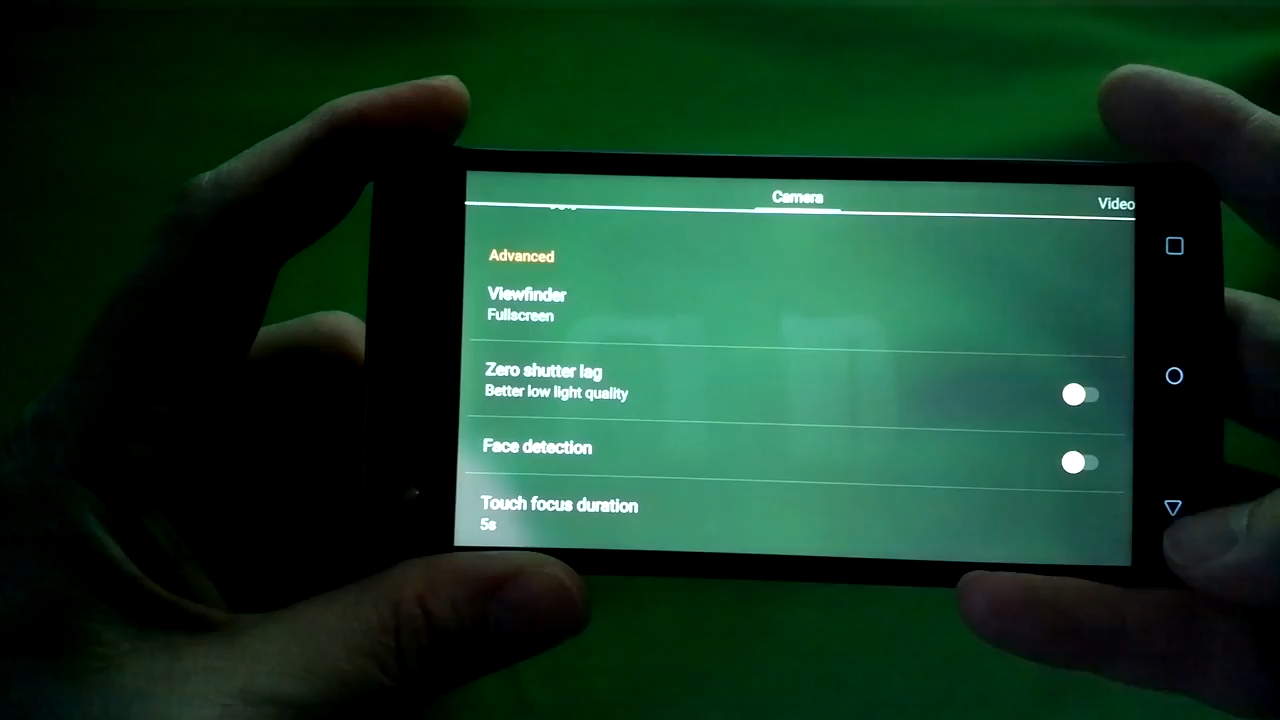 Camera
Video
Advanced
Viewfinder
Fullscreen
Zero shutter lag
Better low light quality
Face detection
Touch focus duration
5s